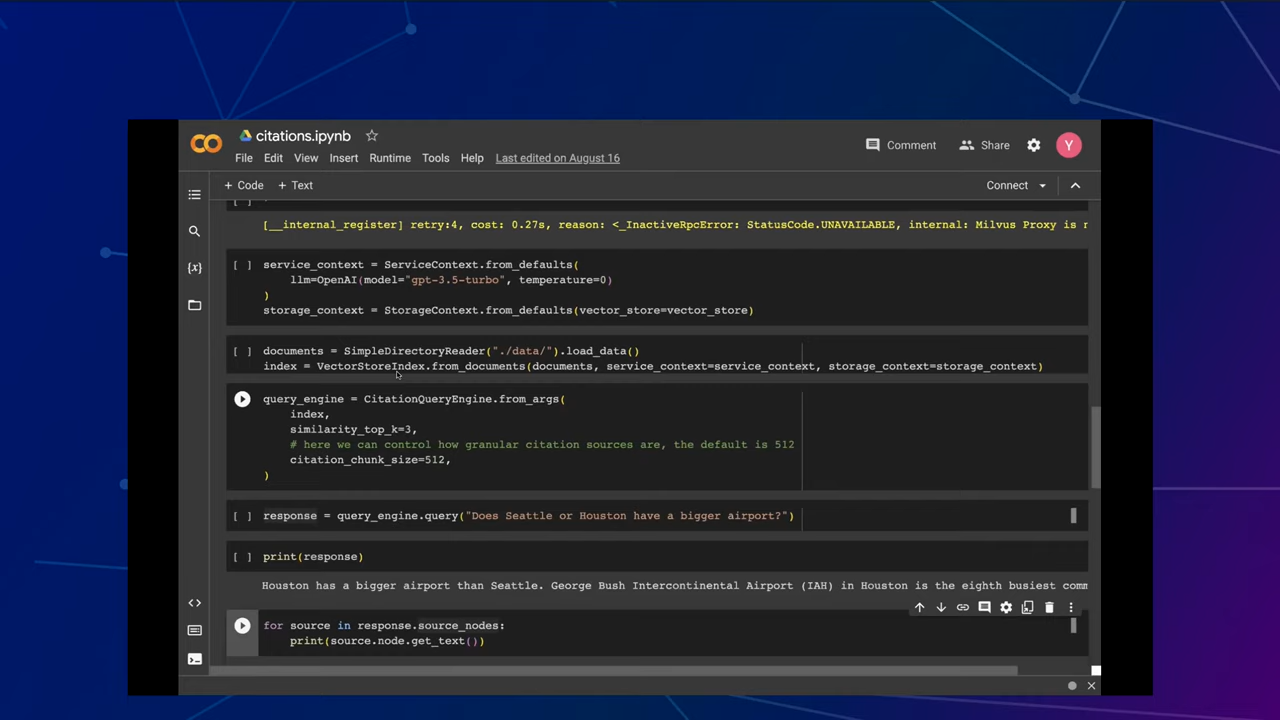 citations.ipynb
Comment
Share
Y
File Edit View Insert Runtime Tools Help Last edited on August 16
+ Code + Text
Connect
[ ]
[__internal_register] retry:4, cost: 0.27s, reason: <_InactiveRpcError: StatusCode.UNAVAILABLE, internal: Milvus Proxy is
[ ] service_context = ServiceContext.from_defaults(
llm=OpenAI(model="gpt-3.5-turbo", temperature=0)
)
storage_context = StorageContext.from_defaults(vector_store=vector_store)
[ ] documents = SimpleDirectoryReader("./data/").load_data()
index = VectorStoreIndex.from_documents(documents, service_context=service_context, storage_context=storage_context)
query_engine = CitationQueryEngine.from_args(
index,
similarity_top_k=3,
# here we can control how granular citation sources are, the default is 512
citation_chunk_size=512,
)
[ ] response = query_engine.query("Does Seattle or Houston have a bigger airport?")
[ ] print(response)
Houston has a bigger airport than Seattle. George Bush Intercontinental Airport (IAH) in Houston is the eighth busiest comm
for source in response.source_nodes:
print(source.node.get_text())